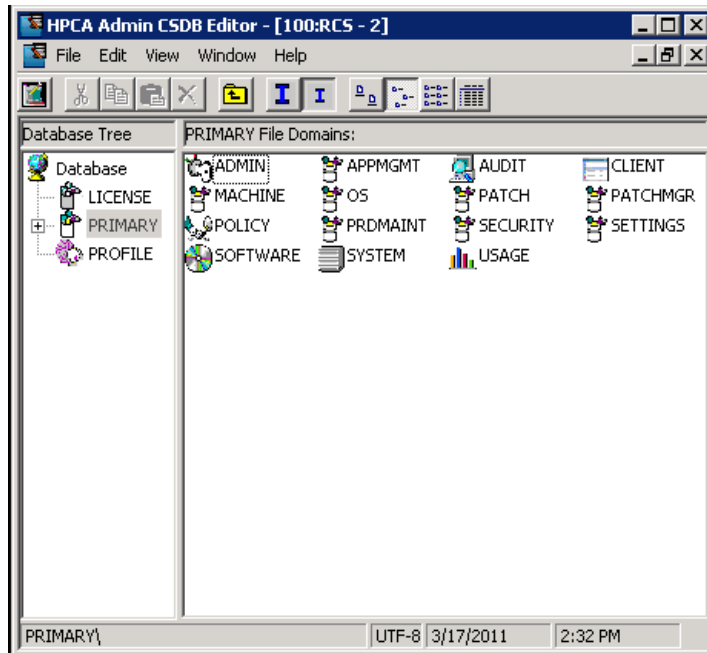 HPCA Admin CSDB Editor - [100:RCS - 2]
File Edit View Window Help
Database Tree
PRIMARY File Domains:
Database
LICENSE
PRIMARY
PROFILE
ADMIN APPMGMT AUDIT CLIENT
MACHINE OS PATCH PATCHMGR
POLICY PRDMAINT SECURITY SETTINGS
SOFTWARE SYSTEM USAGE
PRIMARY\ UTF-8 3/17/2011 2:32 PM